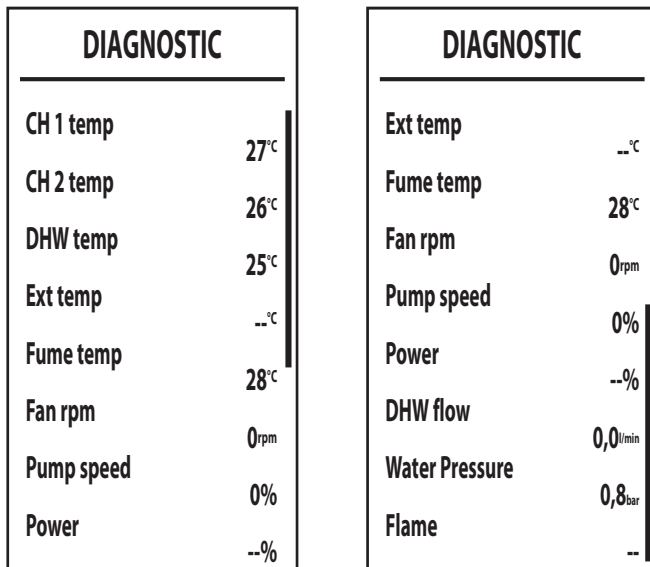 DIAGNOSTIC
CH 1 temp
27°C
CH 2 temp
26°C
DHW temp
25°C
Ext temp
--°C
Fume temp
28°C
Fan rpm
0rpm
Pump speed
0%
Power
--%
DIAGNOSTIC
Ext temp
--°C
Fume temp
28°C
Fan rpm
0rpm
Pump speed
0%
Power
--%
DHW flow
0,0l/min
Water Pressure
0,8bar
Flame
--